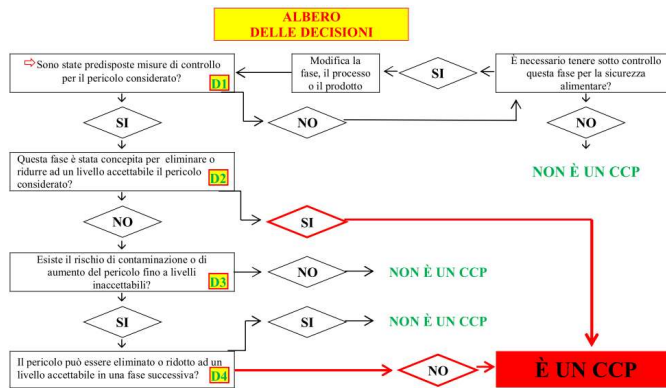 ALBERO
DELLE DECISIONI
⇨Sono state predisposte misure di controllo
per il pericolo considerato?
D1
Modifica la
fase, il processo
o il prodotto
SI
È necessario tenere sotto controllo
questa fase per la sicurezza
alimentare?
SI
NO
NO
NON È UN CCP
Questa fase è stata concepita per eliminare o
ridurre ad un livello accettabile il pericolo
considerato?
D2
NO
SI
Esiste il rischio di contaminazione o di
aumento del pericolo fino a livelli
inaccettabili?
D3
NO
NON È UN CCP
SI
SI
NON È UN CCP
Il pericolo può essere eliminato o ridotto ad un
livello accettabile in una fase successiva?
D4
NO
È UN CCP